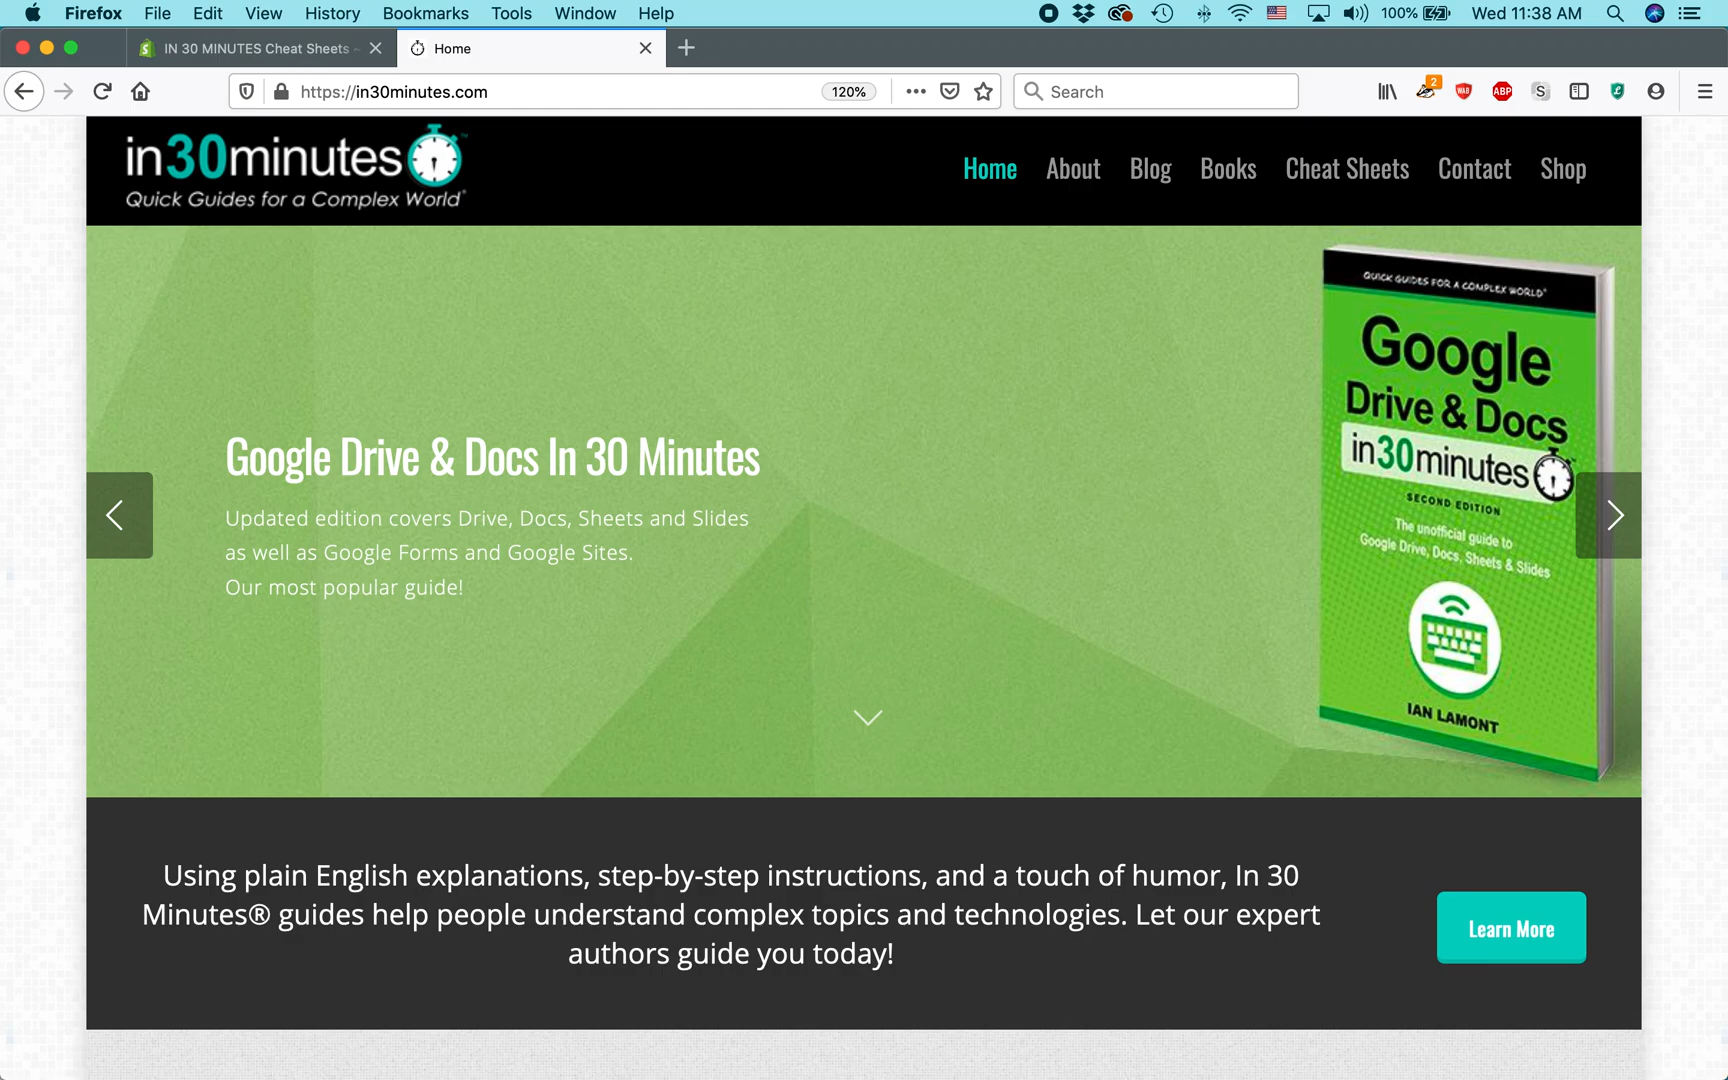 Firefox File Edit View History Bookmarks Tools Window Help 100% Wed 11:38 AM
IN 30 MINUTES Cheat Sheets -
Home
https://in30minutes.com 120% Search 2 WAB ABP S
in30minutes™
Quick Guides for a Complex World®
Home About Blog Books Cheat Sheets Contact Shop
Google Drive & Docs In 30 Minutes
Updated edition covers Drive, Docs, Sheets and Slides
as well as Google Forms and Google Sites.
Our most popular guide!
QUICK GUIDES FOR A COMPLEX WORLD®
Google
Drive & Docs
in30minutes™
SECOND EDITION
The unofficial guide to
Google Drive, Docs, Sheets & Slides
IAN LAMONT
Using plain English explanations, step-by-step instructions, and a touch of humor, In 30
Minutes® guides help people understand complex topics and technologies. Let our expert
authors guide you today!
Learn More